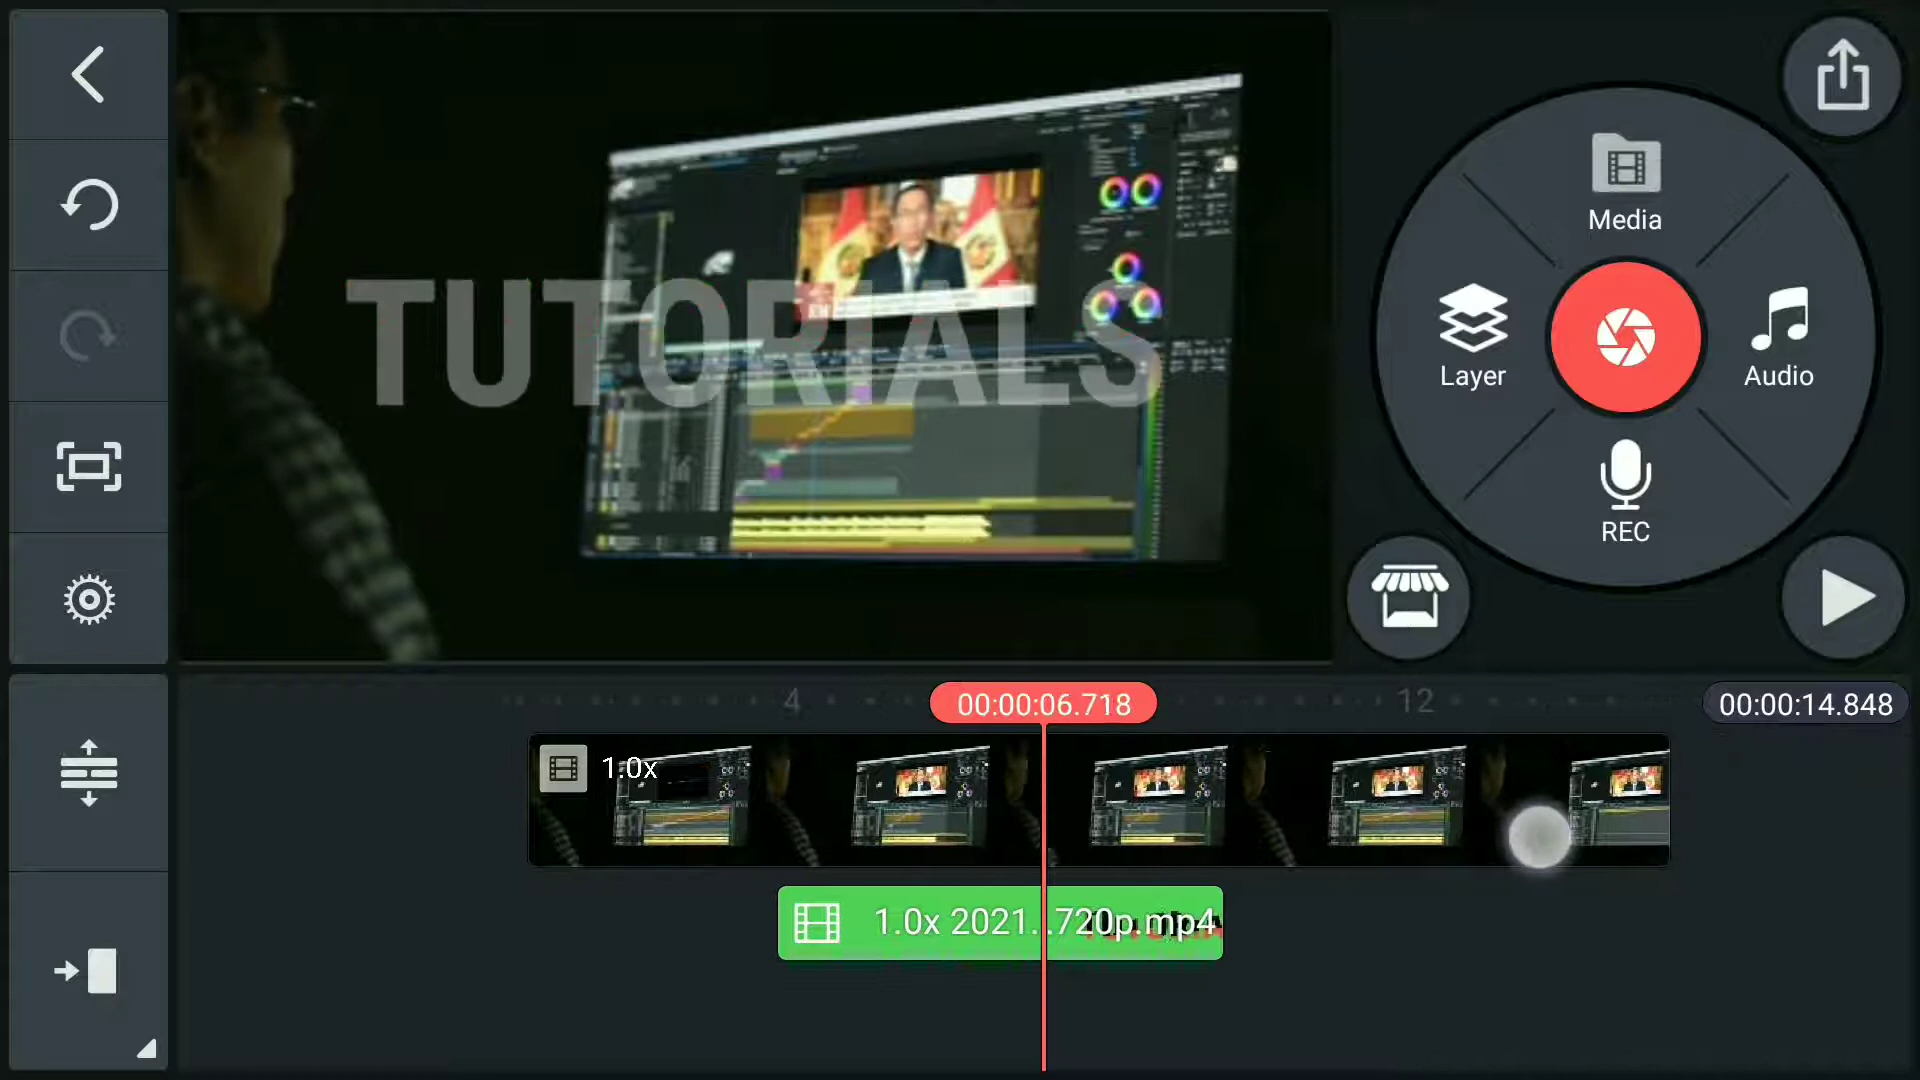 TUTORIALS
Media
Layer
Audio
REC
4
00:00:06.718
12
00:00:14.848
1.0x
1.0x 2021...720p.mp4